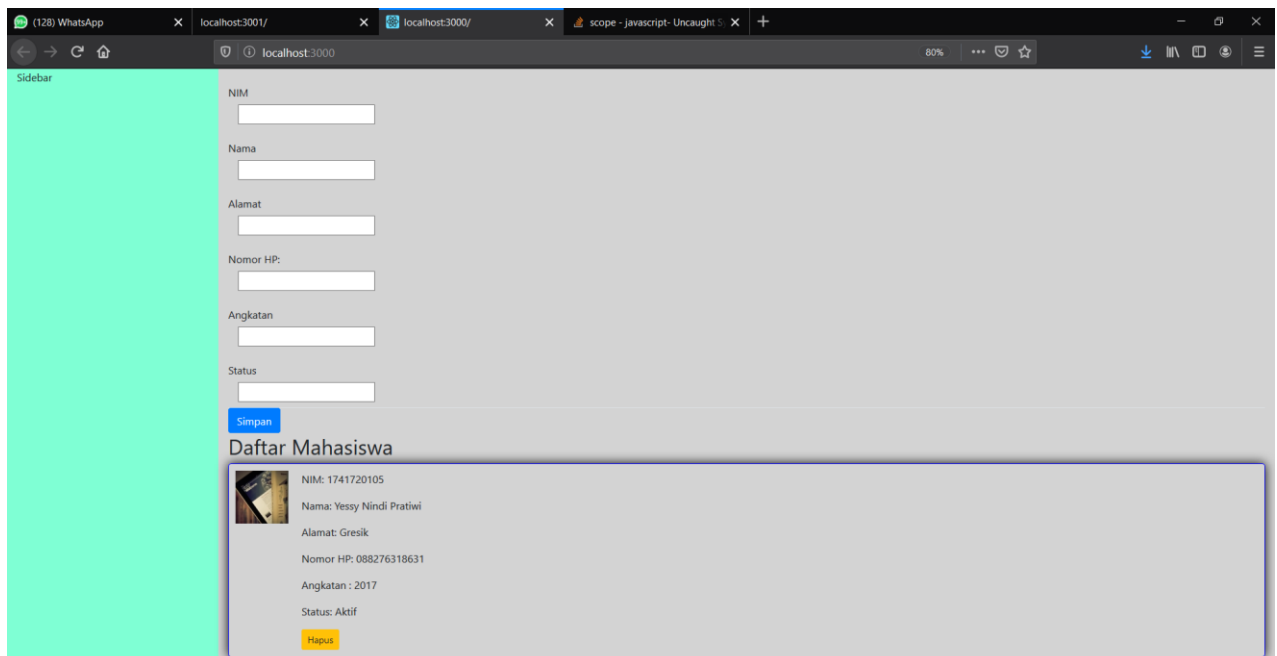 (128) WhatsApp
localhost:3001/
localhost:3000/
scope - javascript- Uncaught S
localhost:3000
80%
Sidebar
NIM
Nama
Alamat
Nomor HP:
Angkatan
Status
Simpan
Daftar Mahasiswa
NIM: 1741720105
Nama: Yessy Nindi Pratiwi
Alamat: Gresik
Nomor HP: 088276318631
Angkatan : 2017
Status: Aktif
Hapus